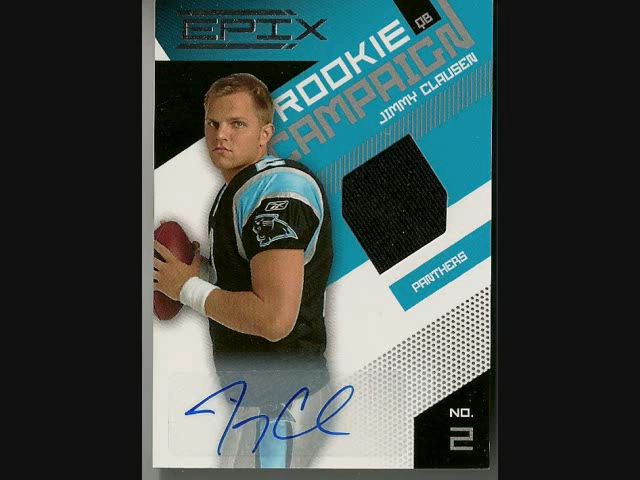 EPIX
ROOKIE QB
CAMPAIGN
JIMMY CLAUSEN
PANTHERS
NO.
2